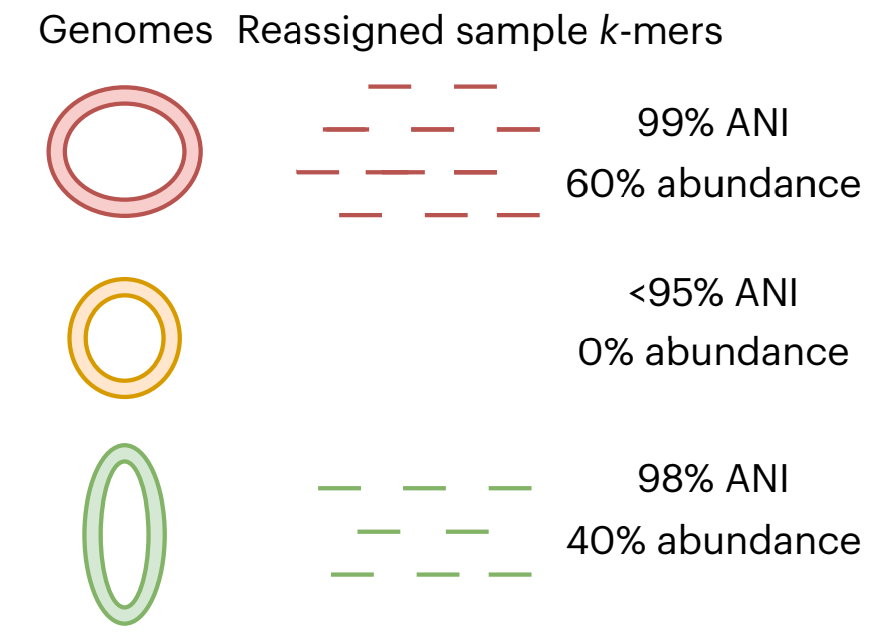 Genomes Reassigned sample k-mers
99% ANI
60% abundance
<95% ANI
0% abundance
98% ANI
40% abundance